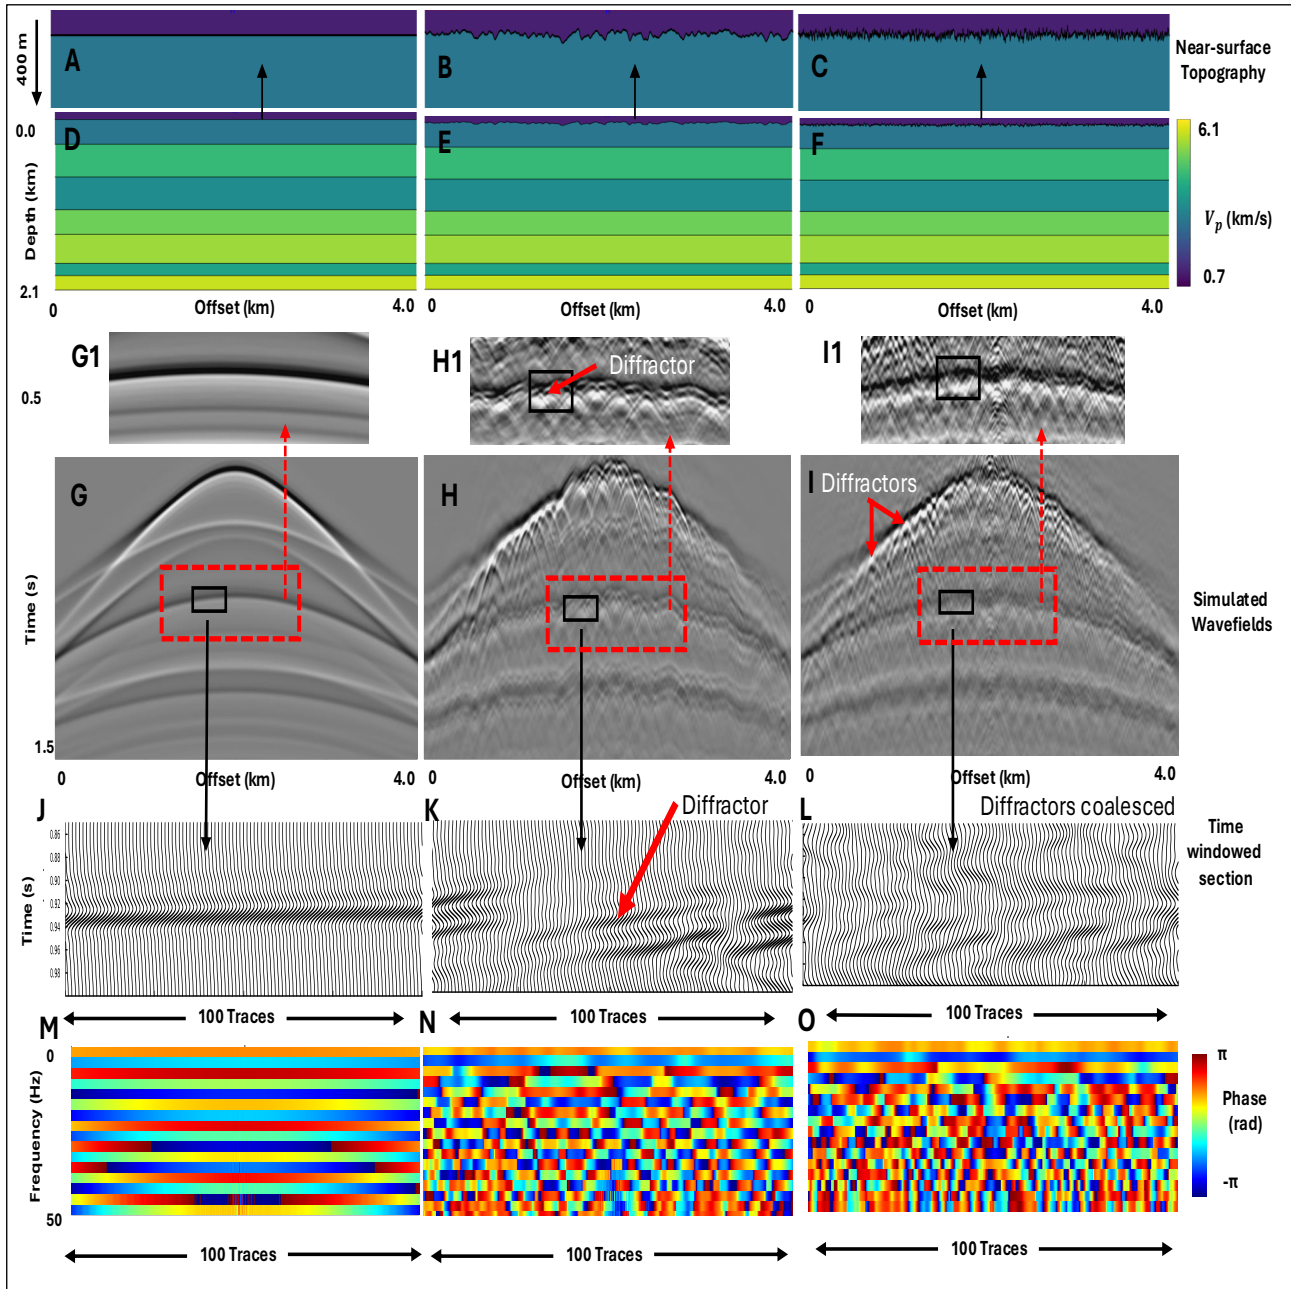 400 m
A
B
C
Near-surface
Topography
0.0
D
E
F
6.1
Depth (km)
V_p (km/s)
0.7
2.1
0
Offset (km)
4.0
0
Offset (km)
4.0
0
Offset (km)
4.0
G1
H1
Diffractor
I1
0.5
G
H
I
Diffractors
Time (s)
Simulated
Wavefields
1.5
0
Offset (km)
4.0
0
Offset (km)
4.0
0
Offset (km)
4.0
J
Diffractor
K
L
Diffractors coalesced
Time
windowed
section
Time (s)
0.86
0.88
0.90
0.92
0.94
0.96
0.98
100 Traces
100 Traces
100 Traces
M
N
O
0
Frequency (Hz)
50
π
Phase
(rad)
-π
100 Traces
100 Traces
100 Traces